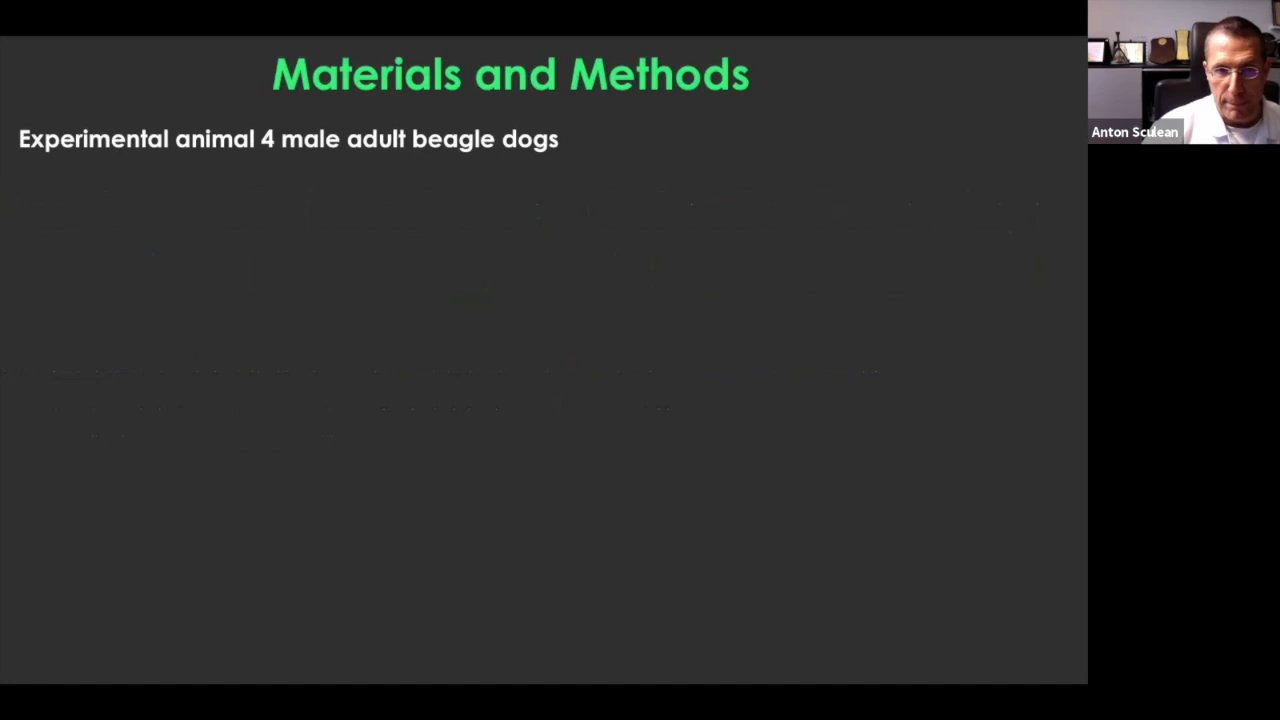 Materials and Methods
Experimental animal 4 male adult beagle dogs
Anton Sculean